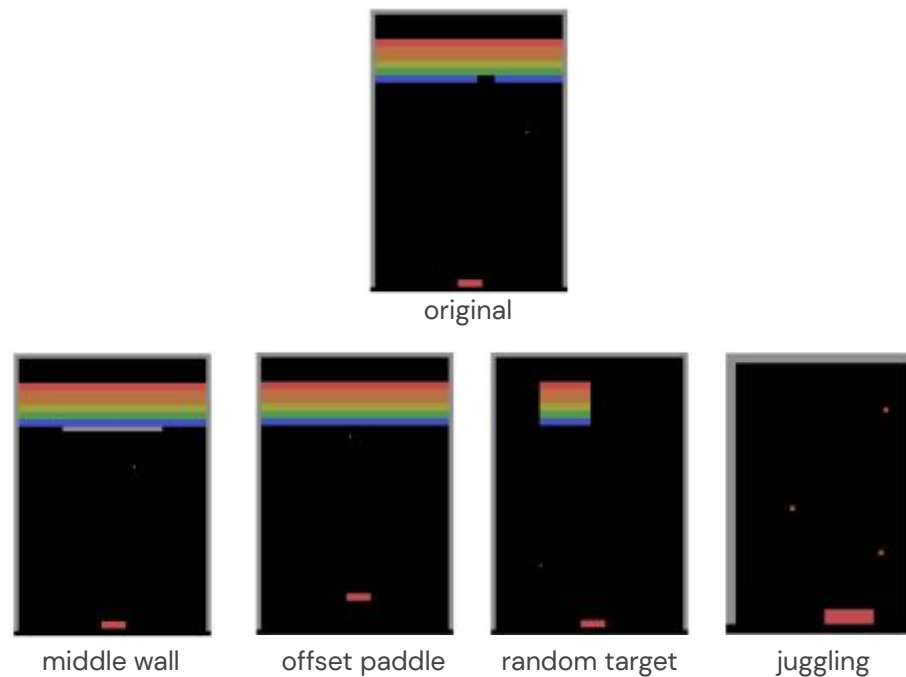 original
middle wall
offset paddle
random target
juggling